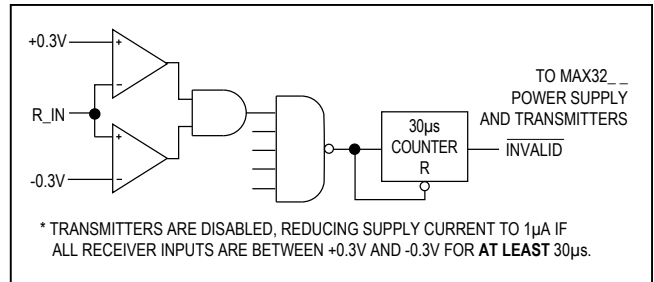 +0.3V
R_IN
-0.3V
+
-
+
-
30µs
COUNTER
R
TO MAX32_ _
POWER SUPPLY
AND TRANSMITTERS
INVALID
* TRANSMITTERS ARE DISABLED, REDUCING SUPPLY CURRENT TO 1µA IF
ALL RECEIVER INPUTS ARE BETWEEN +0.3V AND -0.3V FOR AT LEAST 30µs.